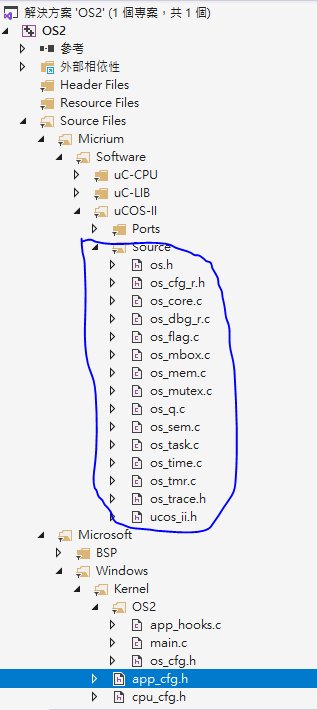 解決方案 'OS2' (1 個專案，共 1 個)
OS2
參考
外部相依性
Header Files
Resource Files
Source Files
Micrium
Software
uC-CPU
uC-LIB
uCOS-II
Ports
Source
os.h
os_cfg_r.h
os_core.c
os_dbg_r.c
os_flag.c
os_mbox.c
os_mem.c
os_mutex.c
os_q.c
os_sem.c
os_task.c
os_time.c
os_tmr.c
os_trace.h
ucos_ii.h
Microsoft
BSP
Windows
Kernel
OS2
app_hooks.c
main.c
os_cfg.h
app_cfg.h
cpu_cfg.h